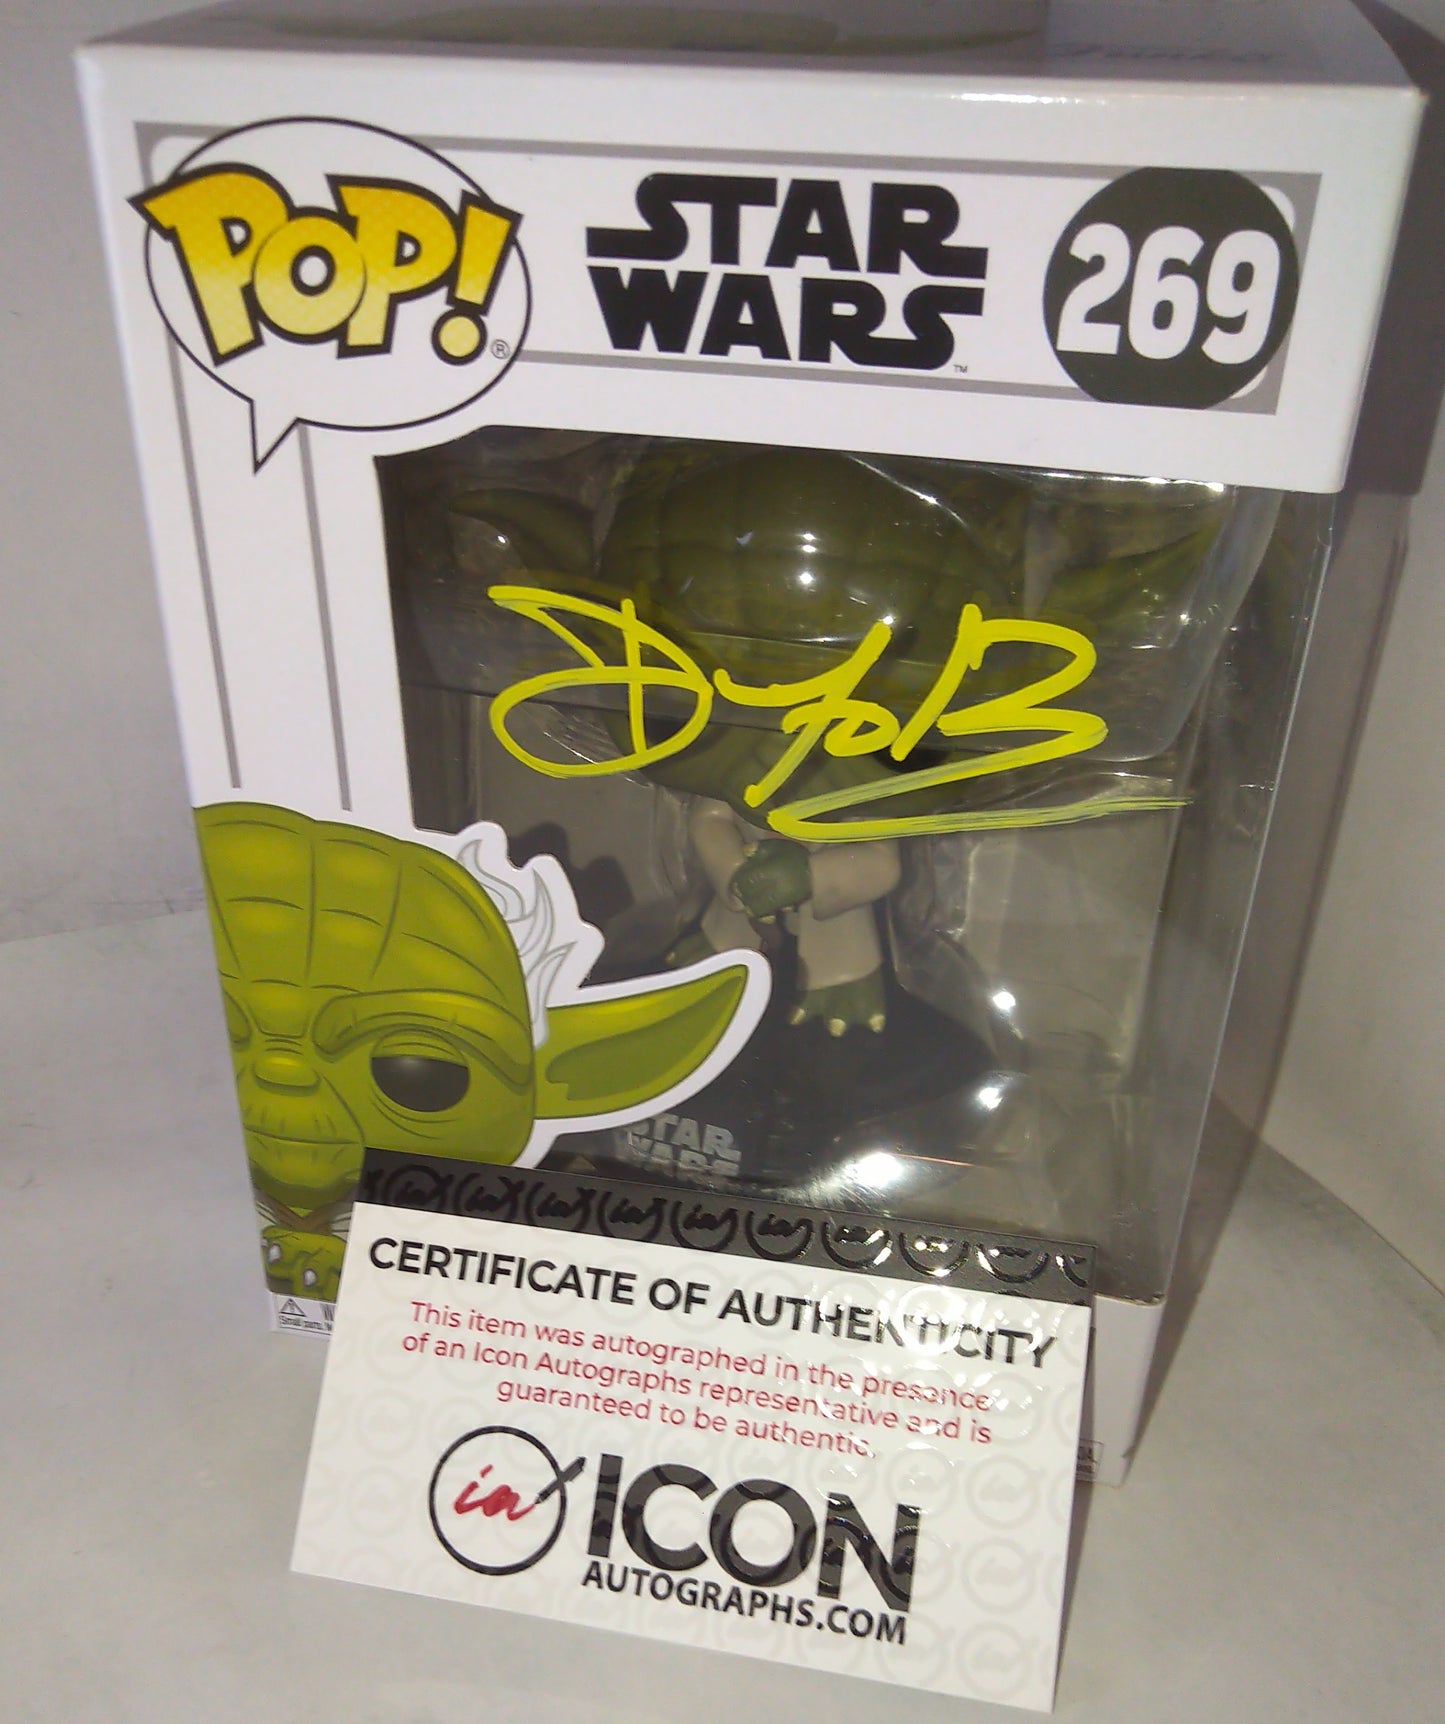 POP!®
STAR
WARS™
269
STAR
WARS
CERTIFICATE OF AUTHENTICITY
This item was autographed in the presence
of an Icon Autographs representative and is
guaranteed to be authentic.
in
ICON
AUTOGRAPHS.COM